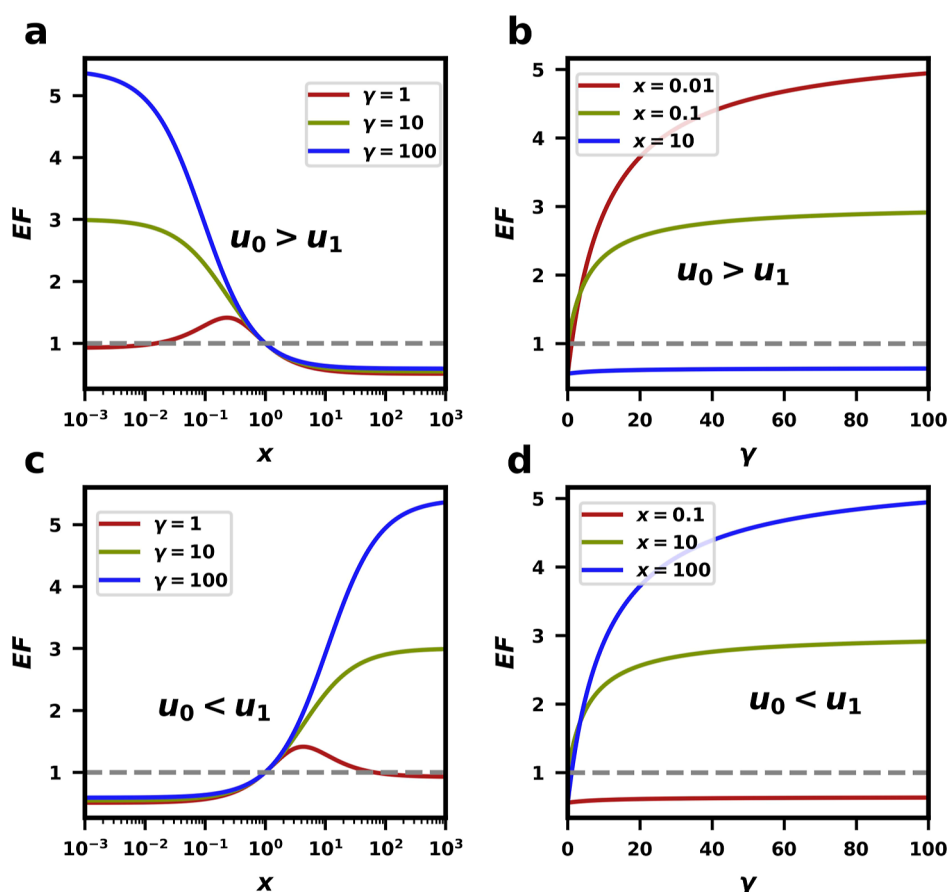 a
5
4
3
2
1
EF
γ = 1
γ = 10
γ = 100
u₀ > u₁
10⁻³ 10⁻² 10⁻¹ 10⁰ 10¹ 10² 10³
x
b
5
4
3
2
1
EF
x = 0.01
x = 0.1
x = 10
u₀ > u₁
0 20 40 60 80 100
γ
c
5
4
3
2
1
EF
γ = 1
γ = 10
γ = 100
u₀ < u₁
10⁻³ 10⁻² 10⁻¹ 10⁰ 10¹ 10² 10³
x
d
5
4
3
2
1
EF
x = 0.1
x = 10
x = 100
u₀ < u₁
0 20 40 60 80 100
γ